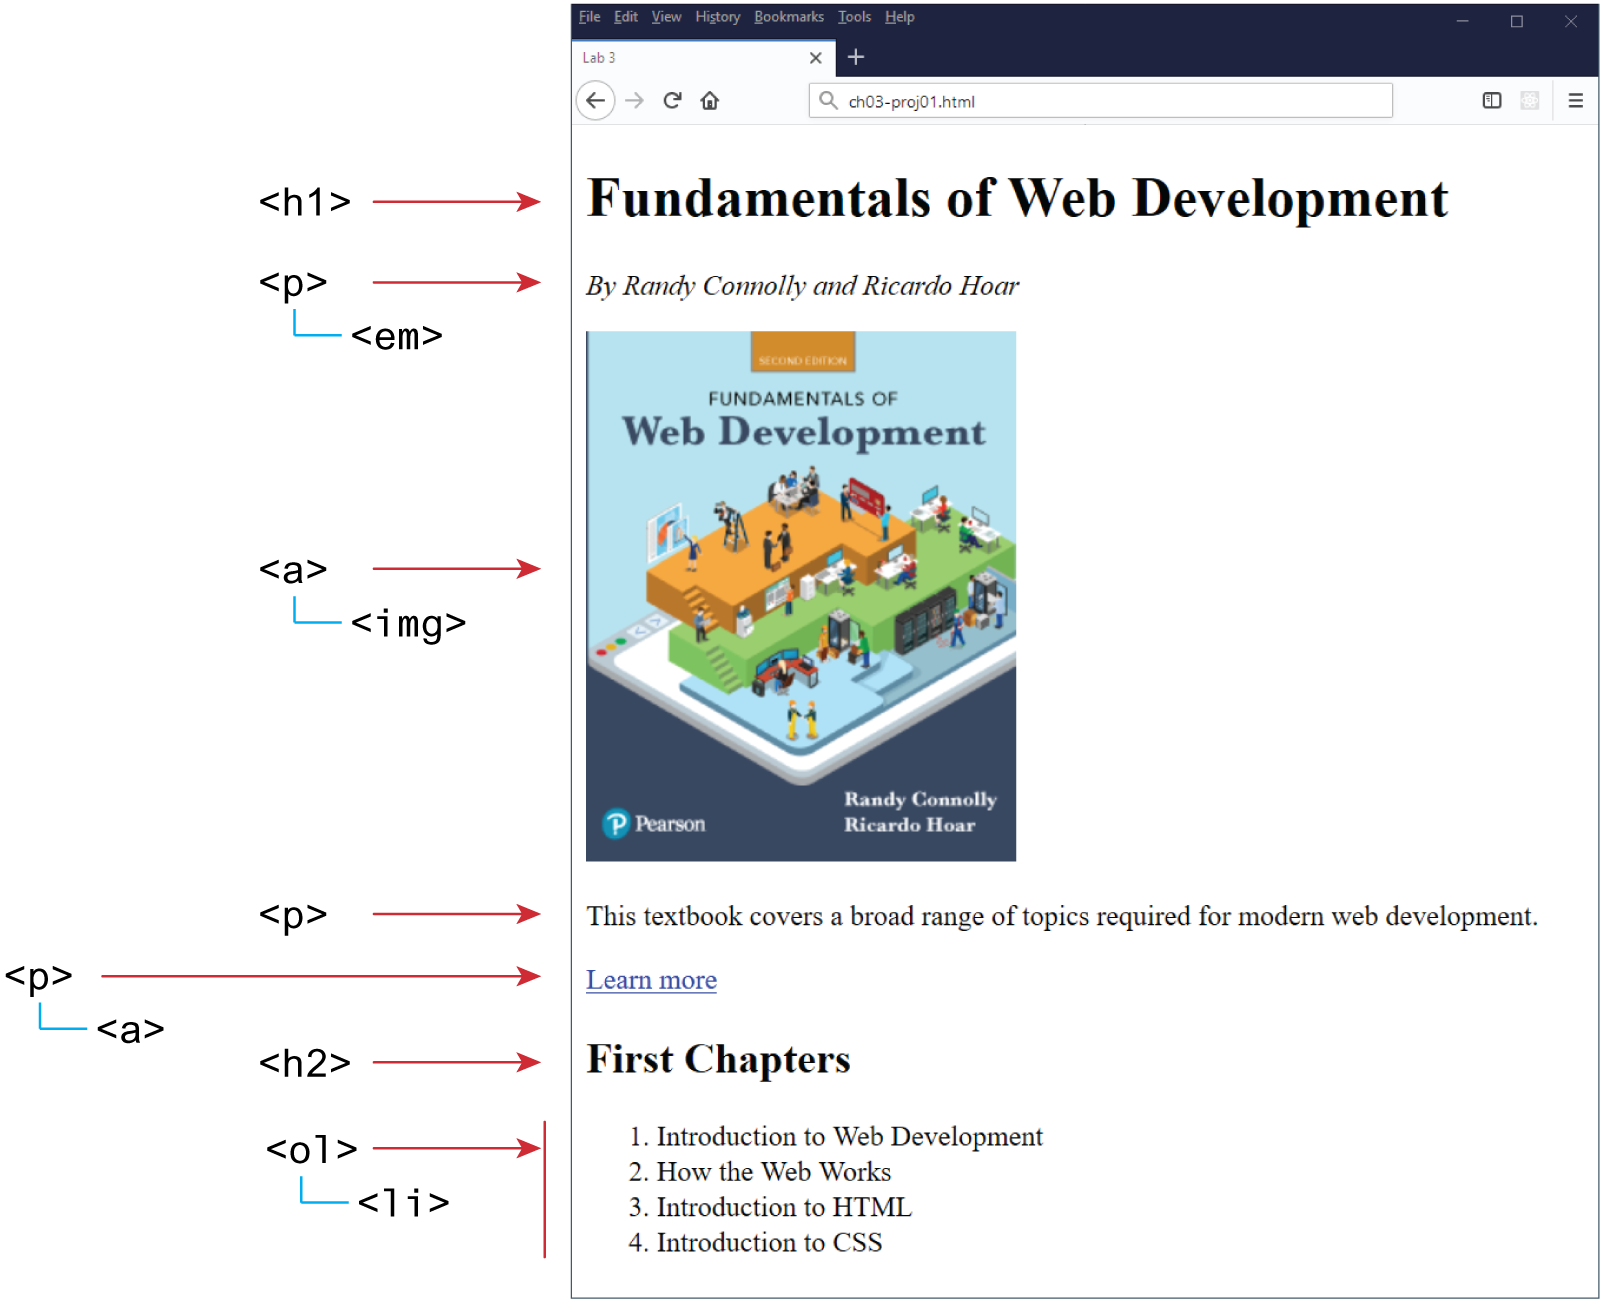 File Edit View History Bookmarks Tools Help
Lab 3
ch03-proj01.html
<h1>
Fundamentals of Web Development
<p>
By Randy Connolly and Ricardo Hoar
<em>
SECOND EDITION
FUNDAMENTALS OF
Web Development
<a>
<img>
Randy Connolly
Ricardo Hoar
Pearson
<p>
This textbook covers a broad range of topics required for modern web development.
<p>
Learn more
<a>
<h2>
First Chapters
<ol>
1. Introduction to Web Development
2. How the Web Works
<li>
3. Introduction to HTML
4. Introduction to CSS